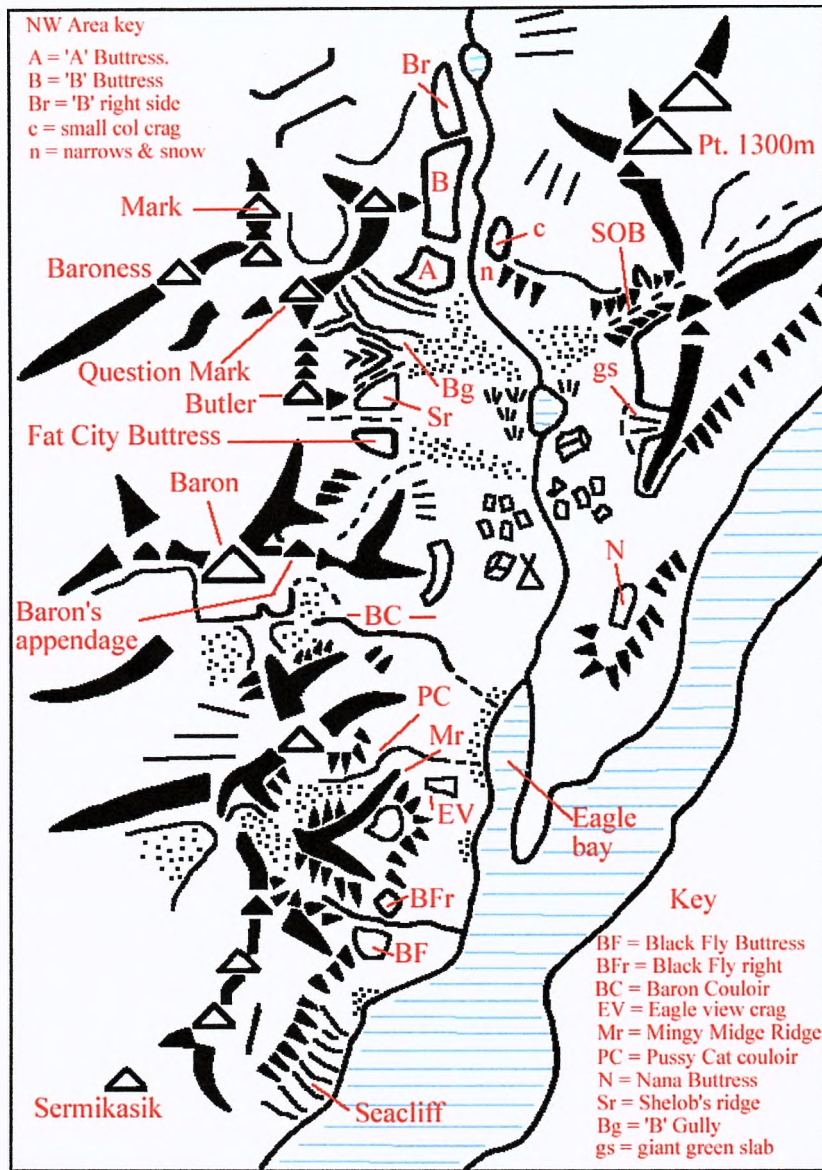 NW Area key
A = 'A' Buttress.
B = 'B' Buttress
Br = 'B' right side
c = small col crag
n = narrows & snow
Br
Pt. 1300m
B
Mark
c
SOB
Baroness
A
n
Question Mark
Bg
gs
Butler
Sr
Fat City Buttress
Baron
N
Baron's
appendage
BC
PC
Mr
EV
Eagle
bay
BFr
BF
Sermikasik
Seacliff
Key
BF = Black Fly Buttress
BFr = Black Fly right
BC = Baron Couloir
EV = Eagle view crag
Mr = Mingy Midge Ridge
PC = Pussy Cat couloir
N = Nana Buttress
Sr = Shelob's ridge
Bg = 'B' Gully
gs = giant green slab